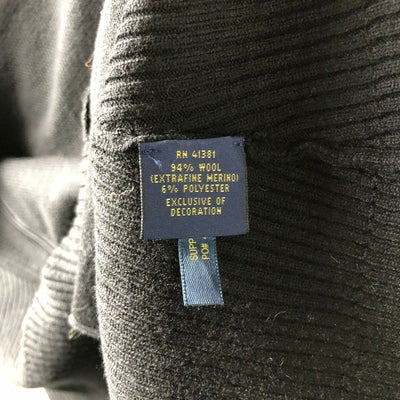 RN 41381
94% WOOL
(EXTRAFINE MERINO)
6% POLYESTER
EXCLUSIVE OF
DECORATION
SUPP
PO#